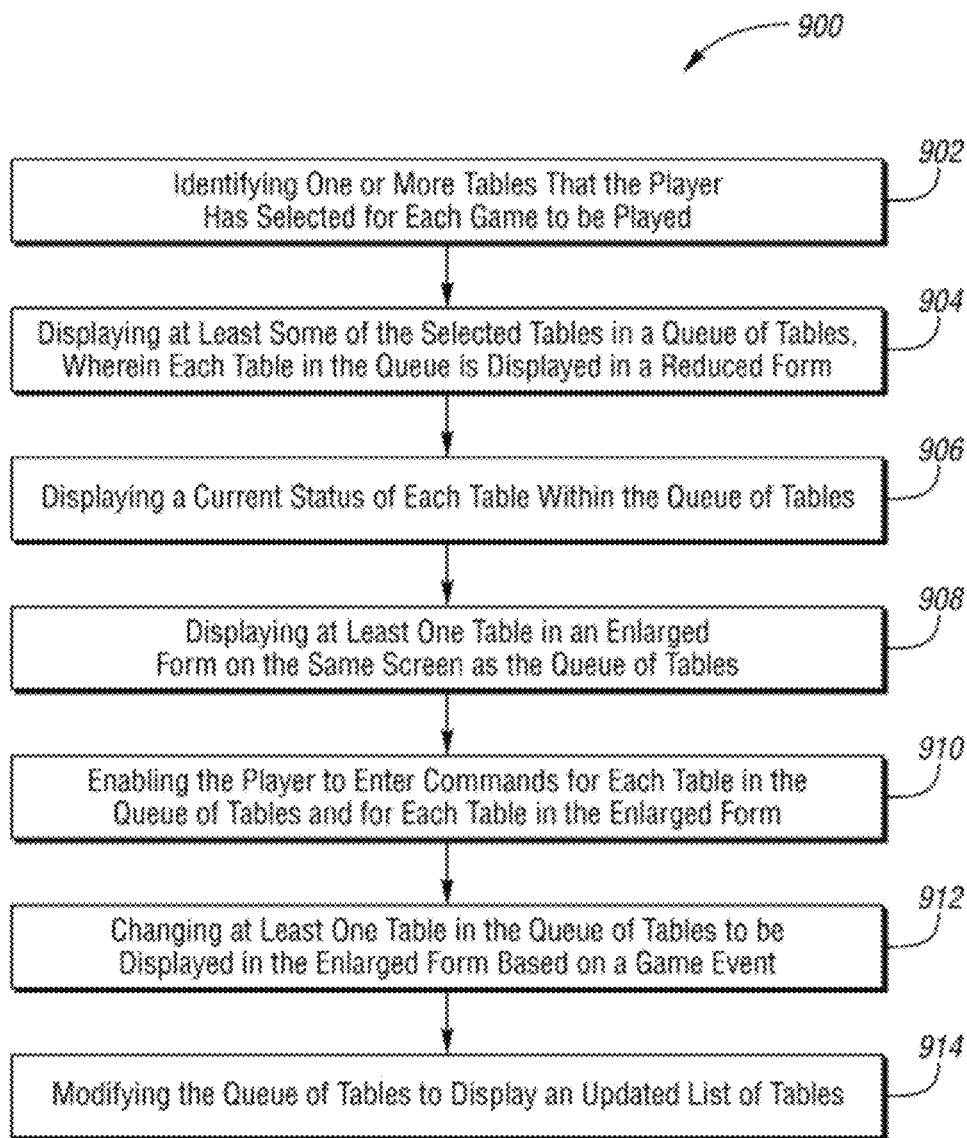 900
902
Identifying One or More Tables That the Player
Has Selected for Each Game to be Played
904
Displaying at Least Some of the Selected Tables in a Queue of Tables,
Wherein Each Table in the Queue is Displayed in a Reduced Form
906
Displaying a Current Status of Each Table Within the Queue of Tables
908
Displaying at Least One Table in an Enlarged
Form on the Same Screen as the Queue of Tables
910
Enabling the Player to Enter Commands for Each Table in the
Queue of Tables and for Each Table in the Enlarged Form
912
Changing at Least One Table in the Queue of Tables to be
Displayed in the Enlarged Form Based on a Game Event
914
Modifying the Queue of Tables to Display an Updated List of Tables